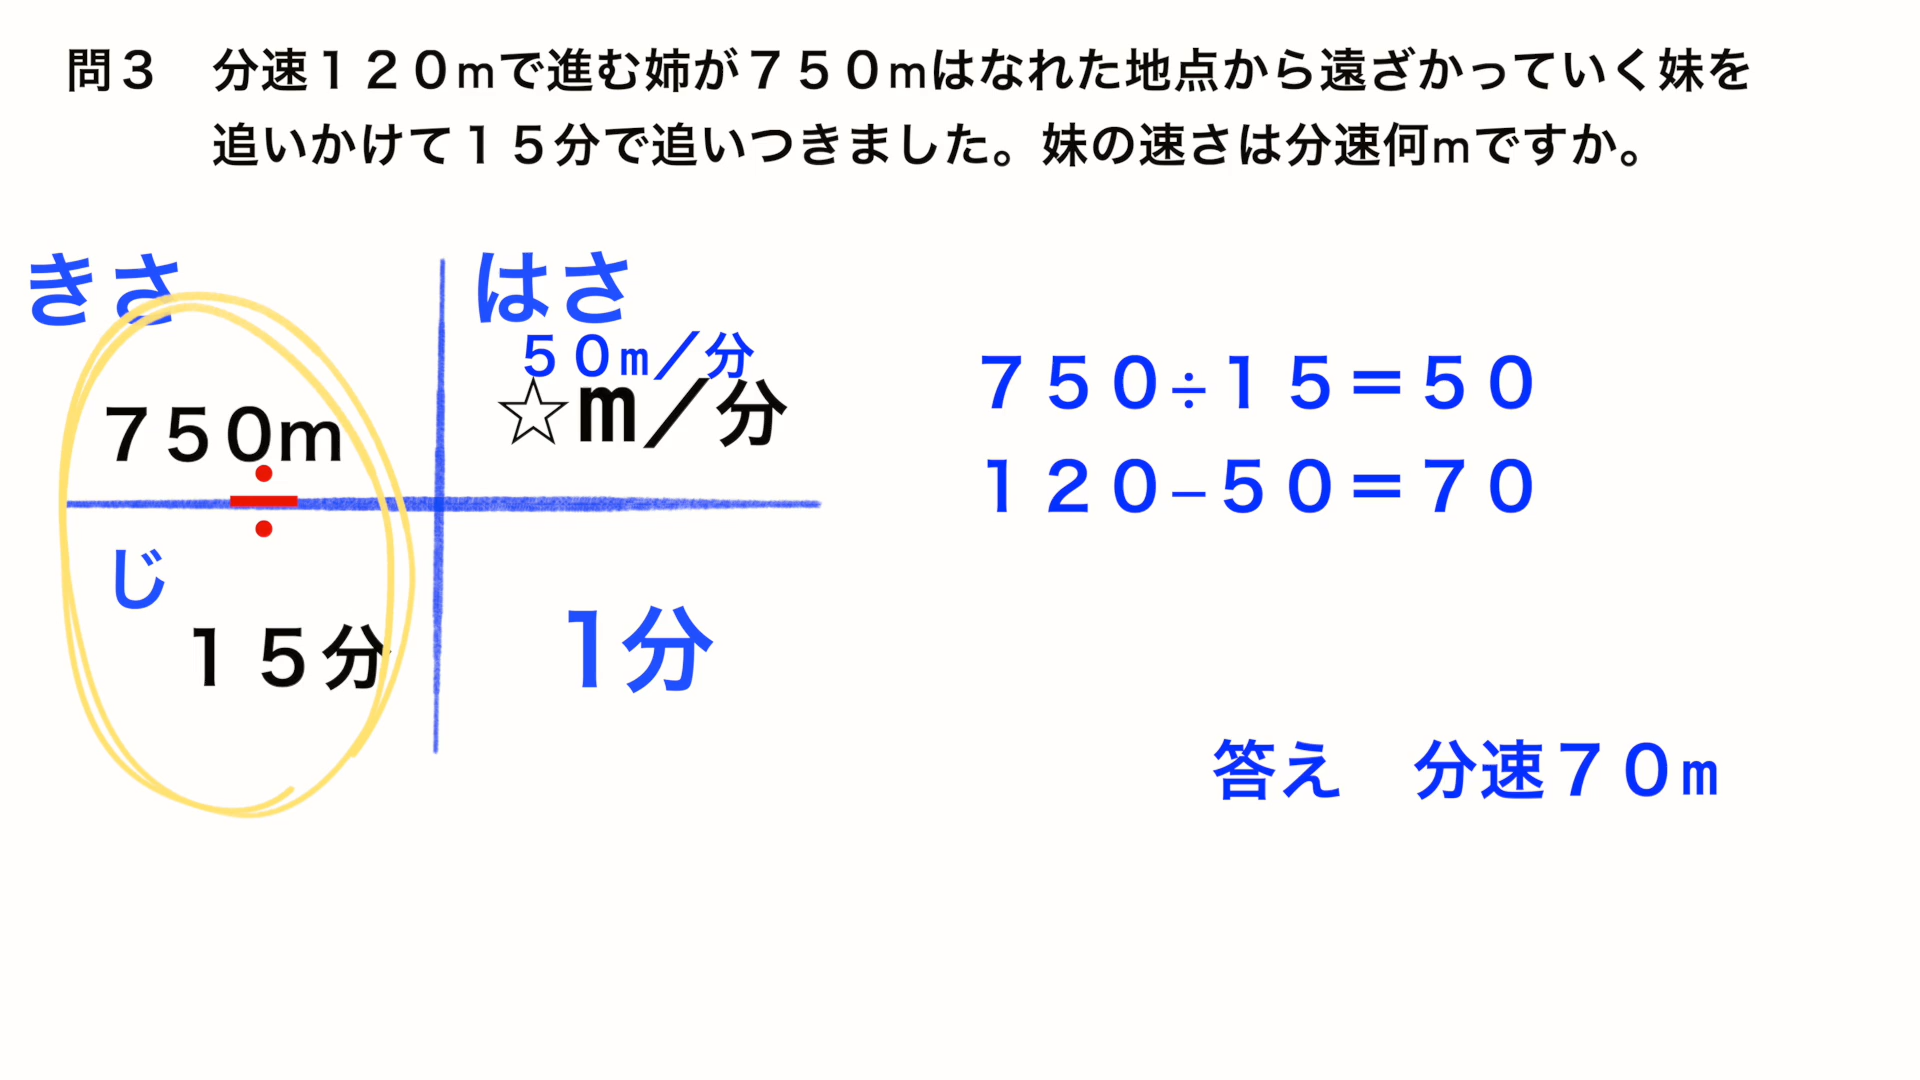 問３　分速１２０mで進む姉が７５０mはなれた地点から遠ざかっていく妹を
追いかけて１５分で追いつきました。妹の速さは分速何mですか。
きさ
はさ
５０m／分
７５０m
☆m／分
÷
じ
１５分
1分
７５０÷１５＝５０
１２０−５０＝７０
答え　分速７０m